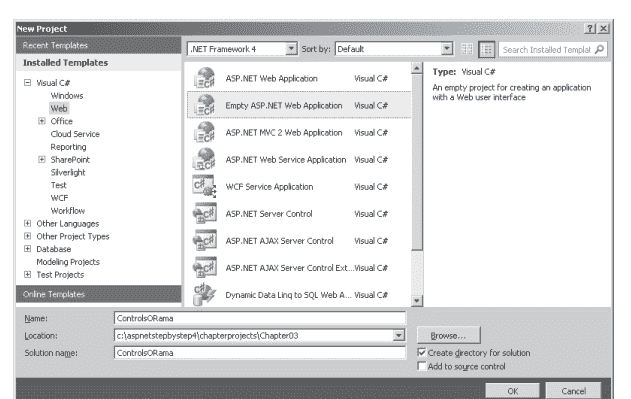 New Project
Recent Templates
.NET Framework 4
Sort by: Default
Search Installed Templat
Installed Templates
Visual C#
Windows
Web
Office
Cloud Service
Reporting
SharePoint
Silverlight
Test
WCF
Workflow
Other Languages
Other Project Types
Database
Modeling Projects
Test Projects
Online Templates
ASP.NET Web Application Visual C#
Empty ASP.NET Web Application Visual C#
ASP.NET MVC 2 Web Application Visual C#
ASP.NET Web Service Application Visual C#
WCF Service Application Visual C#
ASP.NET Server Control Visual C#
ASP.NET AJAX Server Control Visual C#
ASP.NET AJAX Server Control Ext...Visual C#
Dynamic Data Linq to SQL Web A... Visual C#
Type: Visual C#
An empty project for creating an application
with a Web user interface
Name: ControlsORama
Location: c:\aspnetstepbystep4\chapterprojects\Chapter03
Browse...
Solution name: ControlsORama
Create directory for solution
Add to source control
OK
Cancel